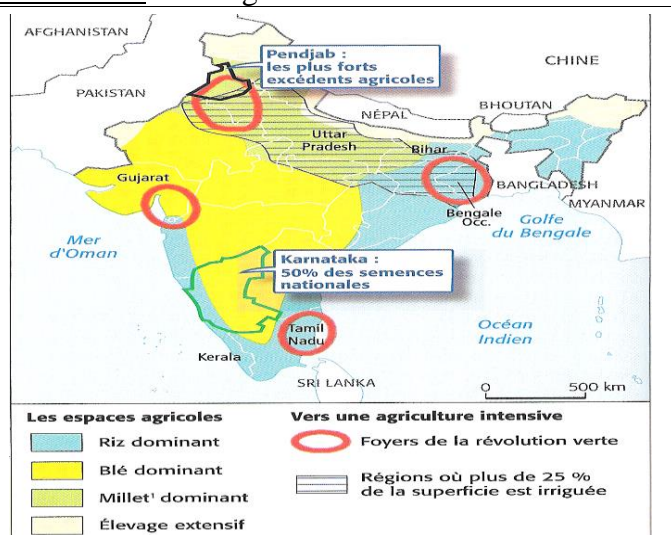 AFGHANISTAN
Pendjab :
les plus forts
excédents agricoles
CHINE
PAKISTAN
NÉPAL
BHOUTAN
Uttar
Pradesh
Bihar
Gujarat
BANGLADESH
MYANMAR
Bengale
Occ.
Golfe
du Bengale
Mer
d'Oman
Karnataka :
50% des semences
nationales
Tamil
Nadu
Océan
Indien
Kerala
SRI LANKA
0 500 km
Les espaces agricoles
Riz dominant
Blé dominant
Millet¹ dominant
Élevage extensif
Vers une agriculture intensive
Foyers de la révolution verte
Régions où plus de 25 %
de la superficie est irriguée